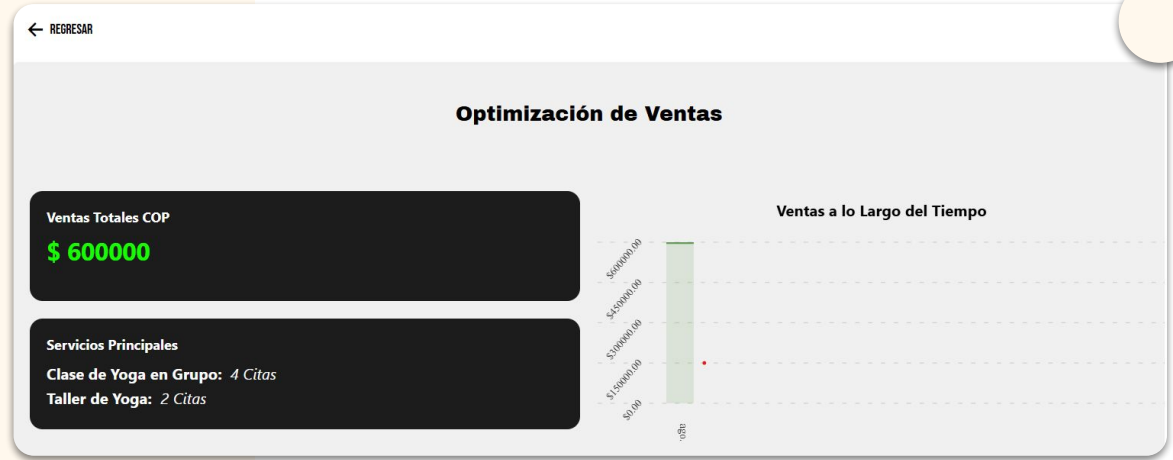 REGRESAR
Optimización de Ventas
Ventas Totales COP
$ 600000
Servicios Principales
Clase de Yoga en Grupo: 4 Citas
Taller de Yoga: 2 Citas
Ventas a lo Largo del Tiempo
$600000.00
$450000.00
$300000.00
$150000.00
$0.00
ago.